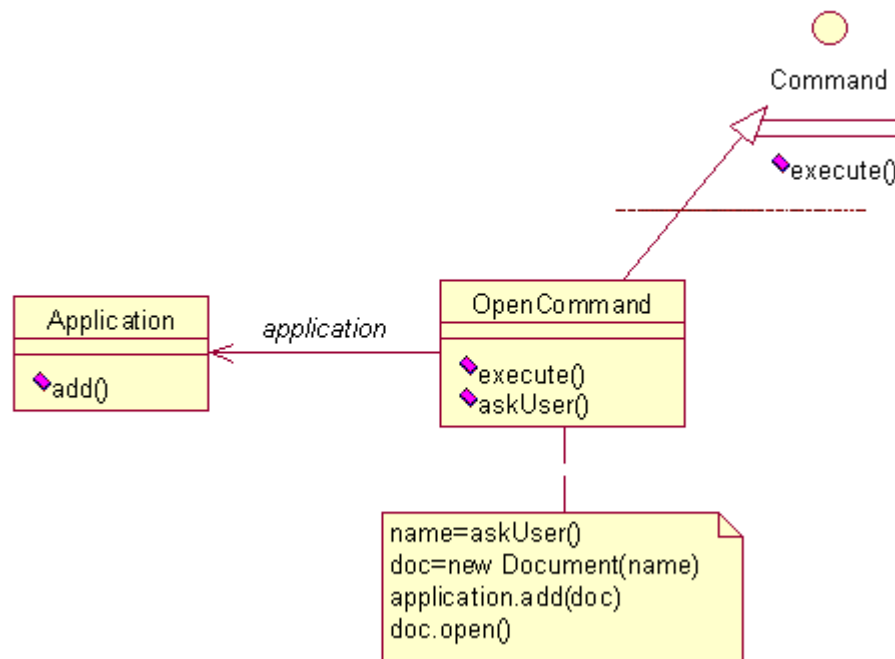 Command
execute()
Application
add()
application
OpenCommand
execute()
askUser()
name=askUser()
doc=new Document(name)
application.add(doc)
doc.open()